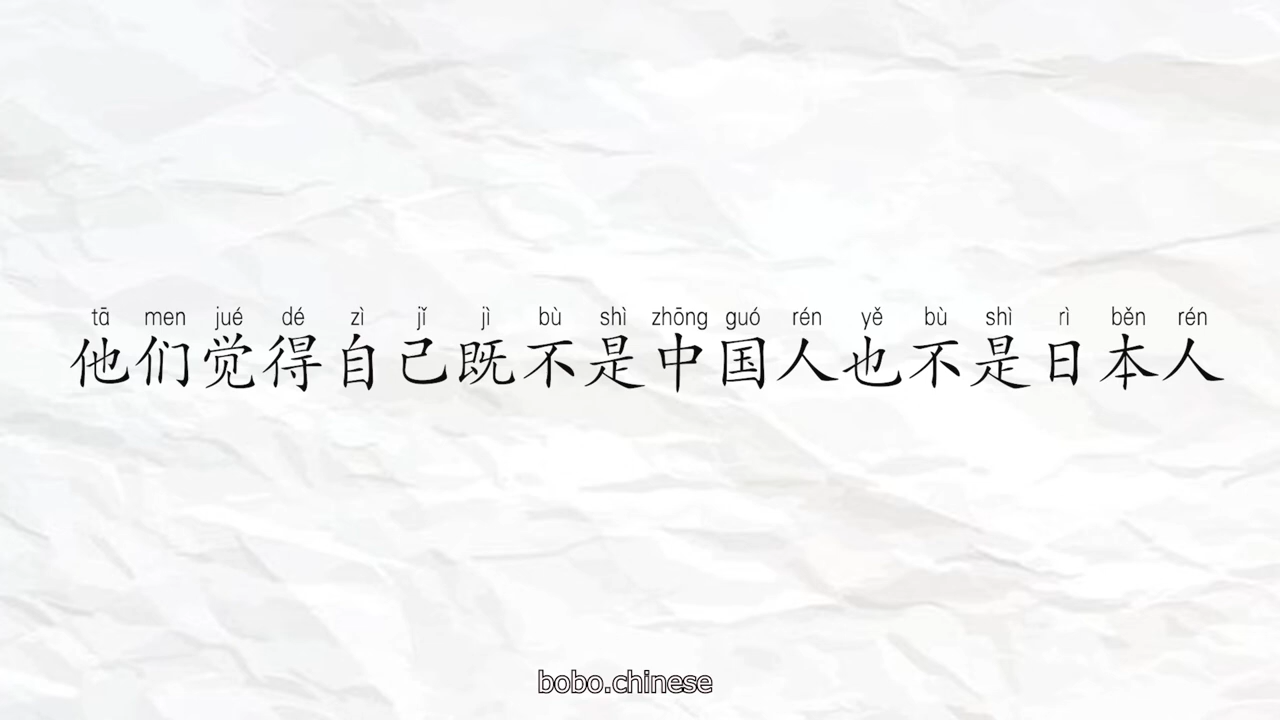 tā men jué dé zì jǐ jì bù shì zhōng guó rén yě bù shì rì běn rén
他们觉得自己既不是中国人也不是日本人
bobo.chinese